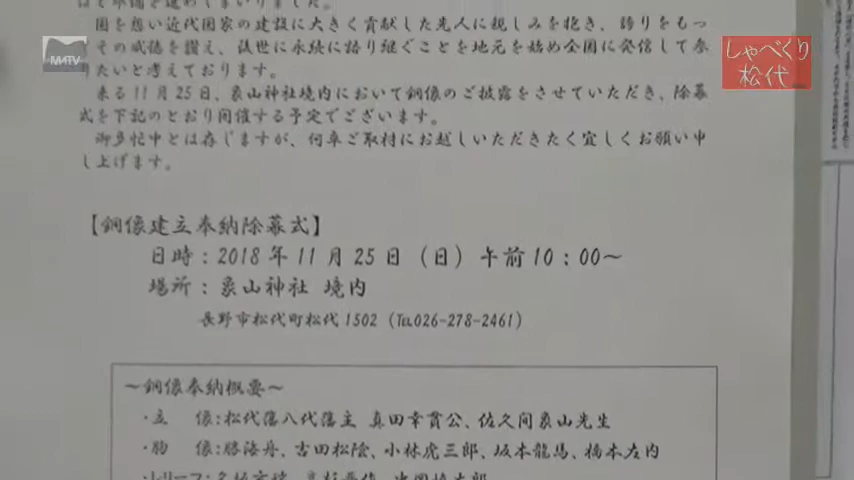 国を想い近代国家の建設に大きく貢献した先人に親しみを抱き、誇りをもっ
てその威徳を讃え、後世に永続に語り継ぐことを地元を始め全国に発信して参
りたいと考えております。
来る11月25日、象山神社境内において銅像のご披露をさせていただき、除幕
式を下記のとおり開催する予定でございます。
御多忙中とは存じますが、何卒ご取材にお越しいただきたく宜しくお願い申
し上げます。
【銅像建立奉納除幕式】
日時：2018年11月25日（日）午前10：00～
場所：象山神社 境内
長野市松代町松代1502（℡026-278-2461）
～銅像奉納概要～
・立　像：松代藩八代藩主 真田幸貫公、佐久間象山先生
・胸　像：勝海舟、吉田松陰、小林虎三郎、坂本龍馬、橋本左内
MATV
しゃべくり
松代